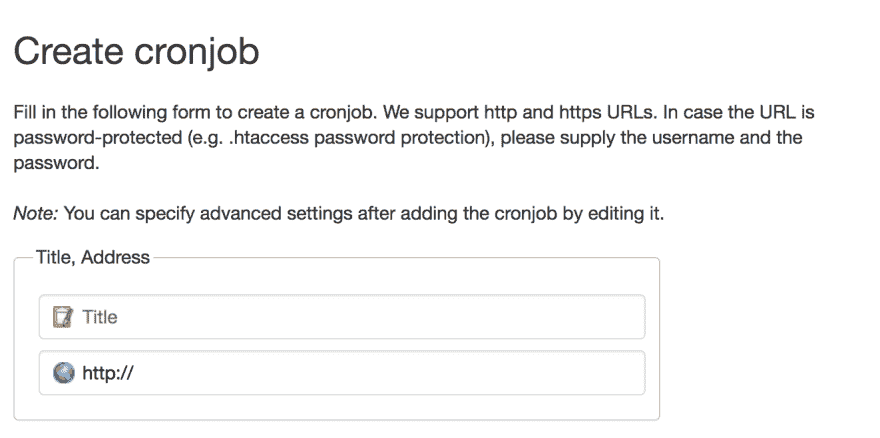 Create cronjob
Fill in the following form to create a cronjob. We support http and https URLs. In case the URL is
password-protected (e.g. .htaccess password protection), please supply the username and the
password.
Note: You can specify advanced settings after adding the cronjob by editing it.
Title, Address
Title
http://